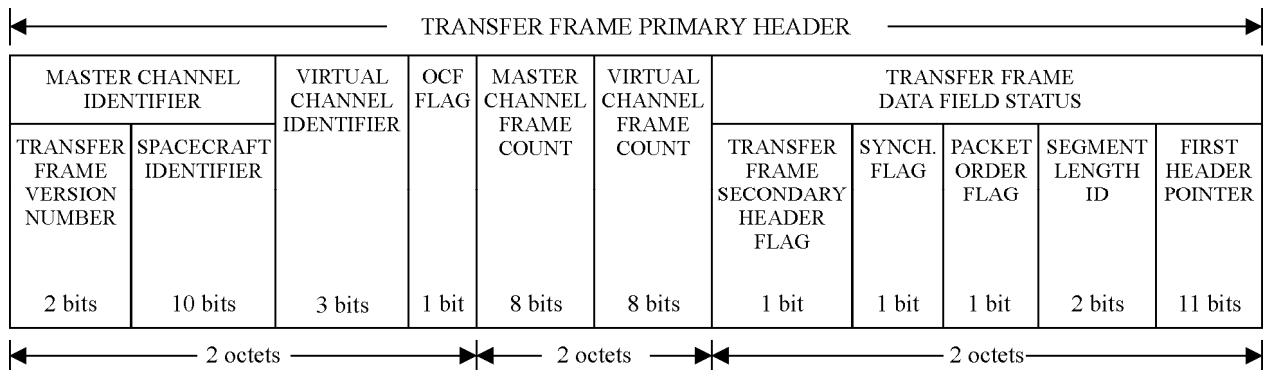 TRANSFER FRAME PRIMARY HEADER
MASTER CHANNEL
IDENTIFIER
VIRTUAL
CHANNEL
IDENTIFIER
OCF
FLAG
MASTER
CHANNEL
FRAME
COUNT
VIRTUAL
CHANNEL
FRAME
COUNT
TRANSFER FRAME
DATA FIELD STATUS
TRANSFER
FRAME
VERSION
NUMBER
SPACECRAFT
IDENTIFIER
TRANSFER
FRAME
SECONDARY
HEADER
FLAG
SYNCH.
FLAG
PACKET
ORDER
FLAG
SEGMENT
LENGTH
ID
FIRST
HEADER
POINTER
2 bits
10 bits
3 bits
1 bit
8 bits
8 bits
1 bit
1 bit
1 bit
2 bits
11 bits
2 octets
2 octets
2 octets